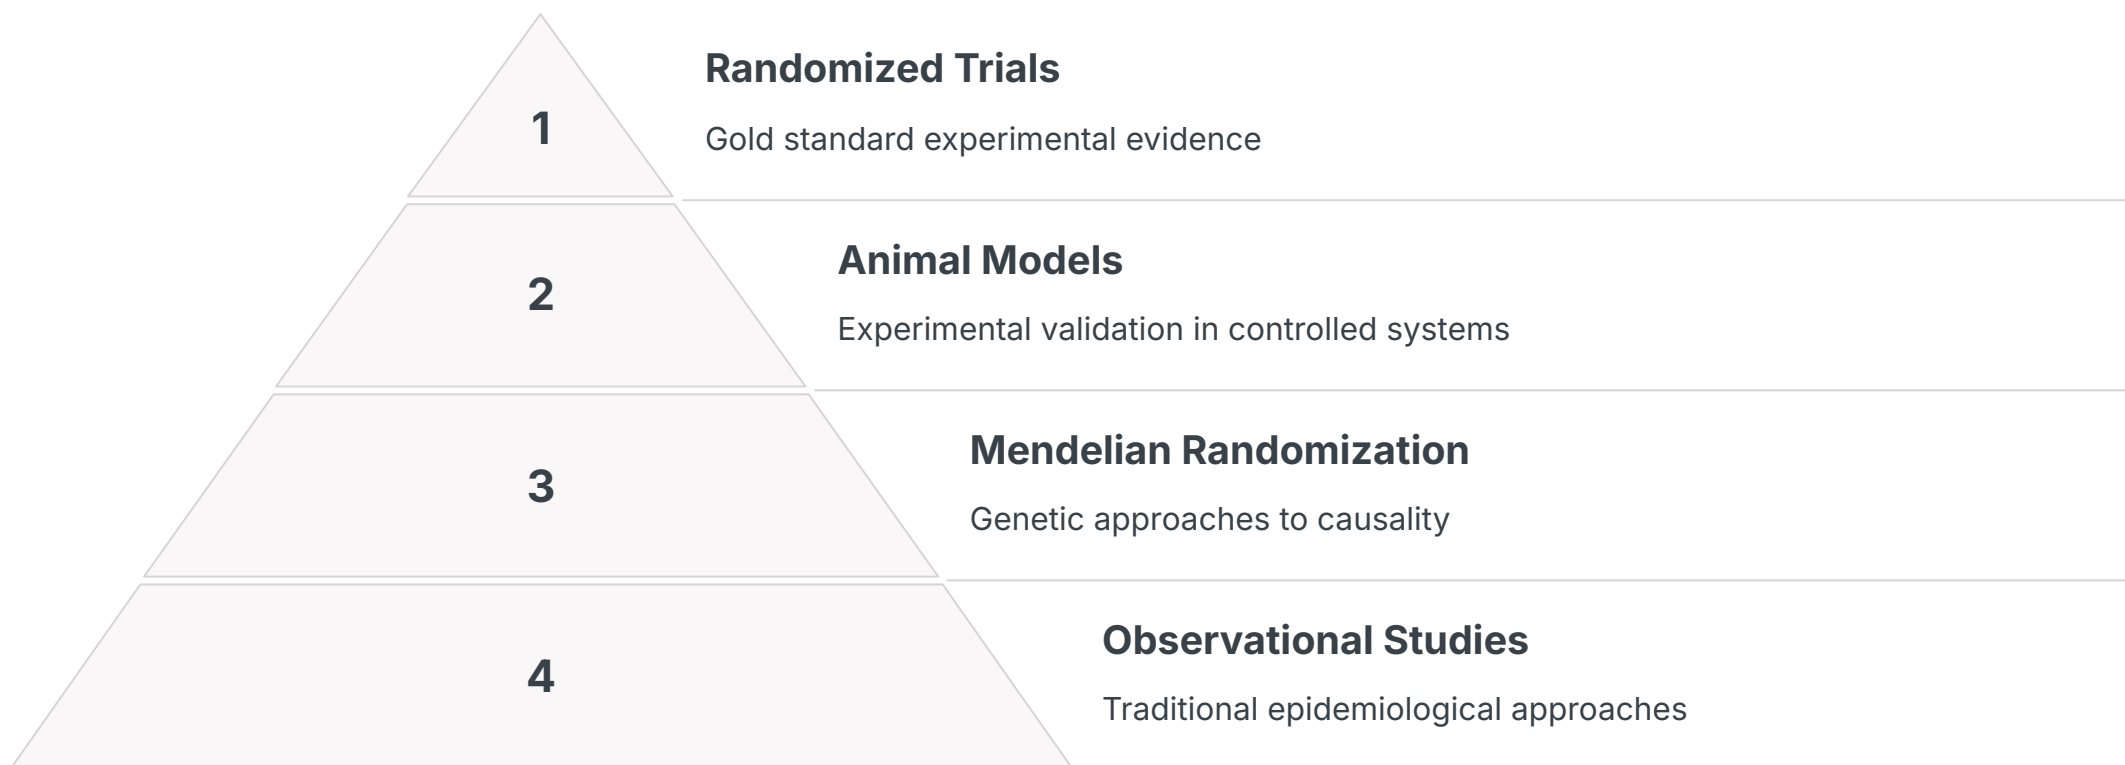 1
Randomized Trials
Gold standard experimental evidence
2
Animal Models
Experimental validation in controlled systems
3
Mendelian Randomization
Genetic approaches to causality
4
Observational Studies
Traditional epidemiological approaches